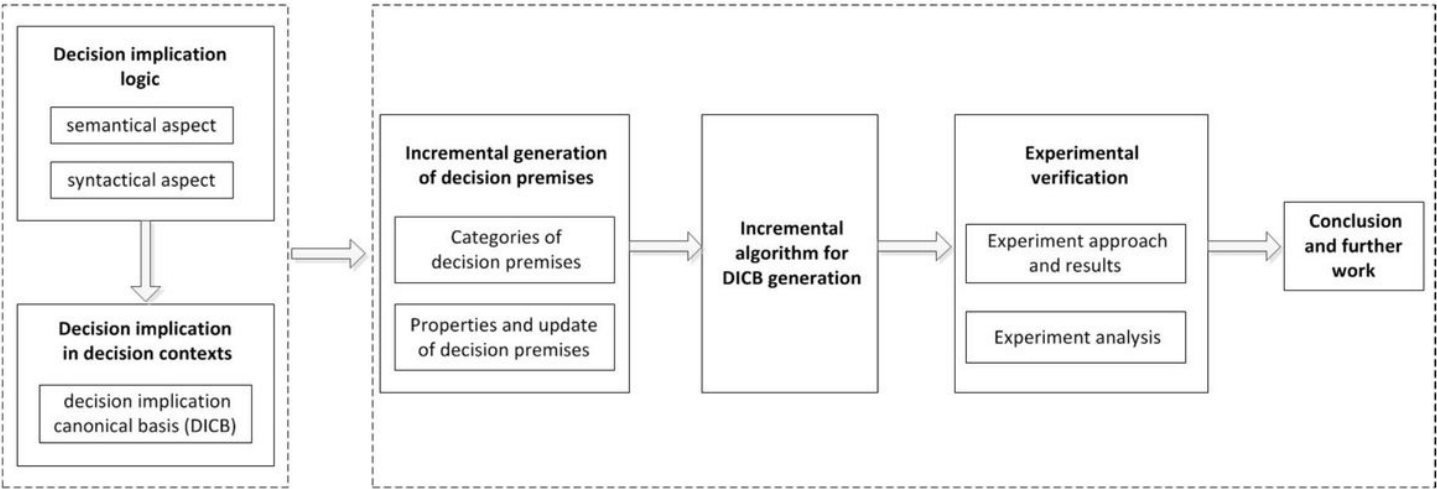 Decision implication
logic
semantical aspect
syntactical aspect
Decision implication
in decision contexts
decision implication
canonical basis (DICB)
Incremental generation
of decision premises
Categories of
decision premises
Properties and update
of decision premises
Incremental
algorithm for
DICB generation
Experimental
verification
Experiment approach
and results
Experiment analysis
Conclusion
and further
work